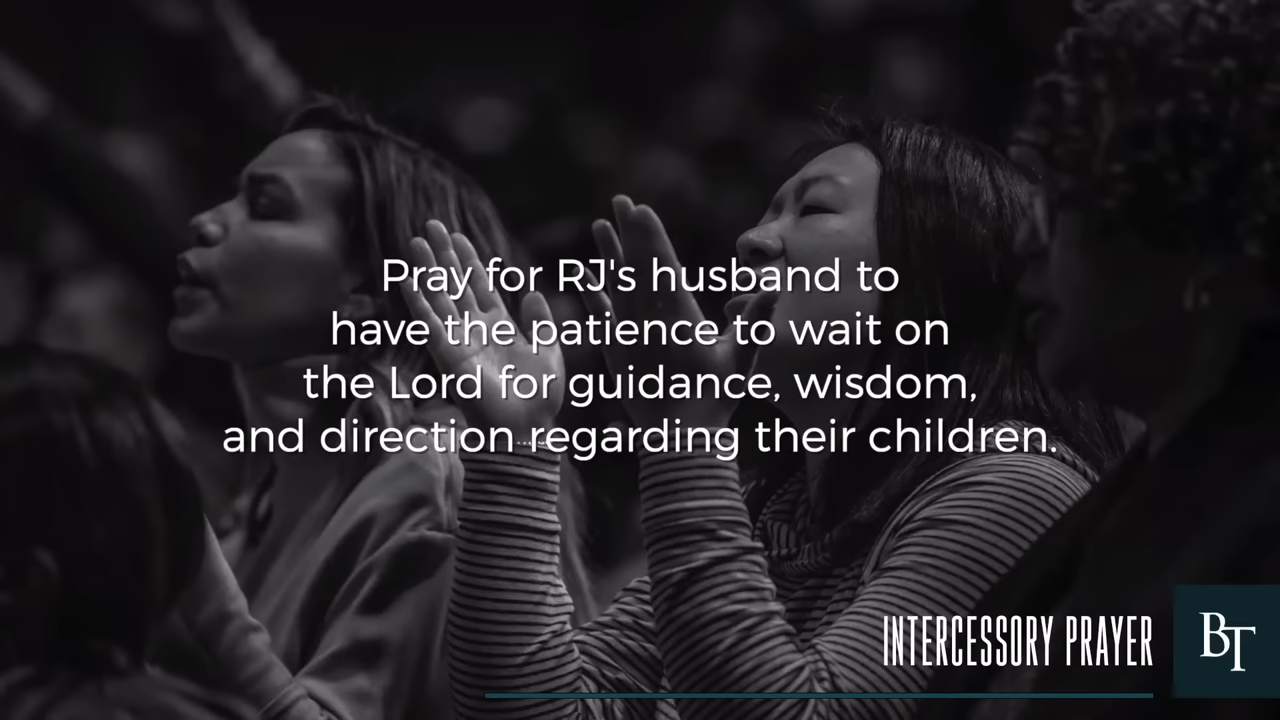 Pray for RJ's husband to
have the patience to wait on
the Lord for guidance, wisdom,
and direction regarding their children.
INTERCESSORY PRAYER
BT